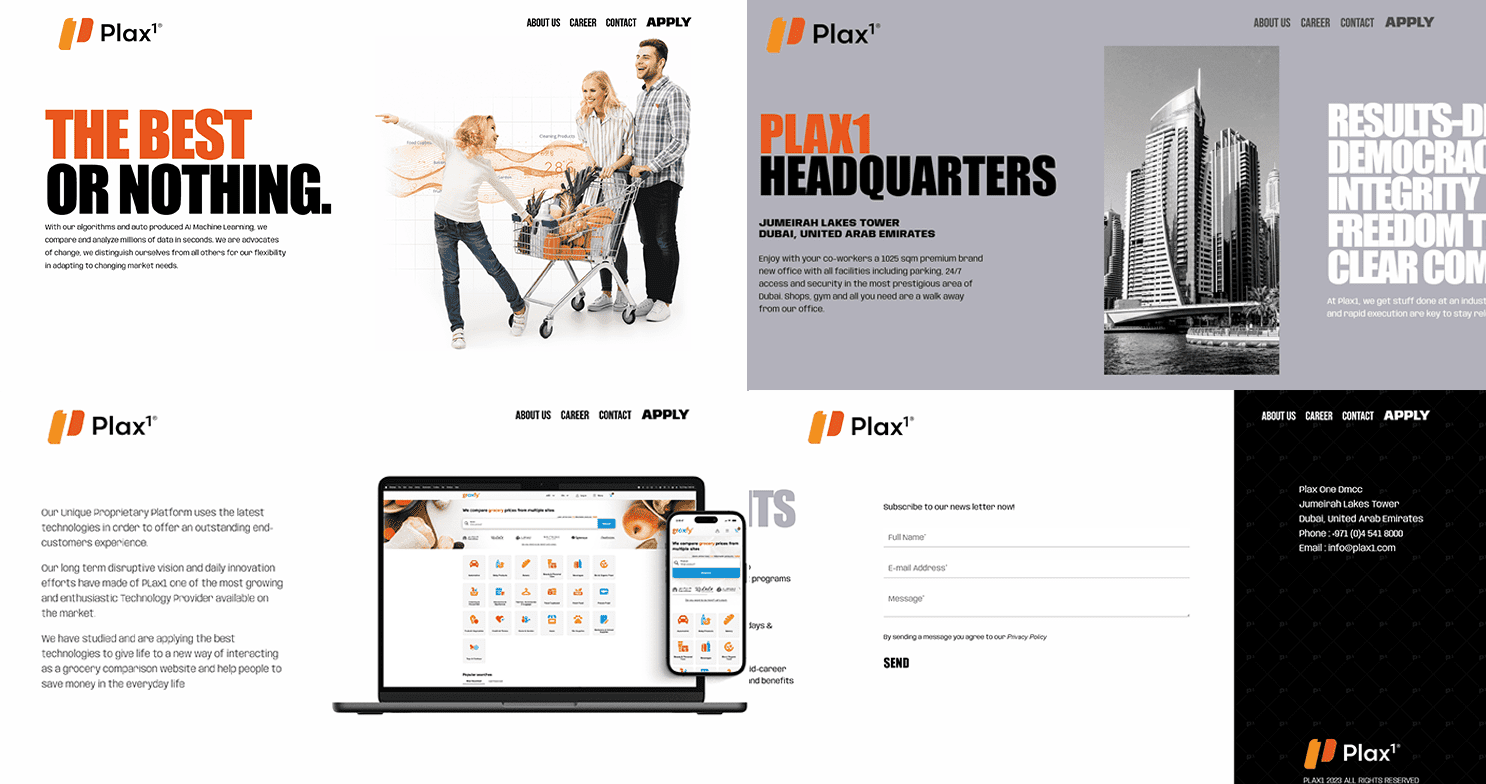 Plax1®
ABOUT US CAREER CONTACT APPLY
THE BEST
OR NOTHING.
With our algorithms and auto produced AI Machine Learning, we
compare and analyze millions of data in seconds. We are advocates
of change, we distinguish ourselves from all others for our flexibility
in adapting to changing market needs.
Cleaning Products
Plax1®
ABOUT US CAREER CONTACT APPLY
PLAX1
HEADQUARTERS
JUMEIRAH LAKES TOWER
DUBAI, UNITED ARAB EMIRATES
Enjoy with your co-workers a 1025 sqm premium brand
new office with all facilities including parking, 24/7
access and security in the most prestigious area of
Dubai. Shops, gym and all you need are a walk away
from our office.
RESULTS-D
DEMOCRAC
INTEGRITY
FREEDOM T
CLEAR COM
At Plax1, we get stuff done at an indust
and rapid execution are key to stay rel
Plax1®
ABOUT US CAREER CONTACT APPLY
Our Unique Proprietary Platform uses the latest
technologies in order to offer an outstanding end-
customers experience.
Our long term disruptive vision and daily innovation
efforts have made of PLax1 one of the most growing
and enthusiastic Technology Provider available on
the market.
We have studied and are applying the best
technologies to give life to a new way of interacting
as a grocery comparison website and help people to
save money in the everyday life
We compare grocery prices from multiple sites
Popular searches
We compare grocery prices from
multiple sites
ITS
programs
days &
id-career
and benefits
Plax1®
Subscribe to our news letter now!
Full Name*
E-mail Address*
Message*
By sending a message you agree to our Privacy Policy
SEND
ABOUT US CAREER CONTACT APPLY
Plax One Dmcc
Jumeirah Lakes Tower
Dubai, United Arab Emirates
Phone : +971 (0)4 541 8000
Email : info@plax1.com
Plax1®
PLAX1 2023 ALL RIGHTS RESERVED